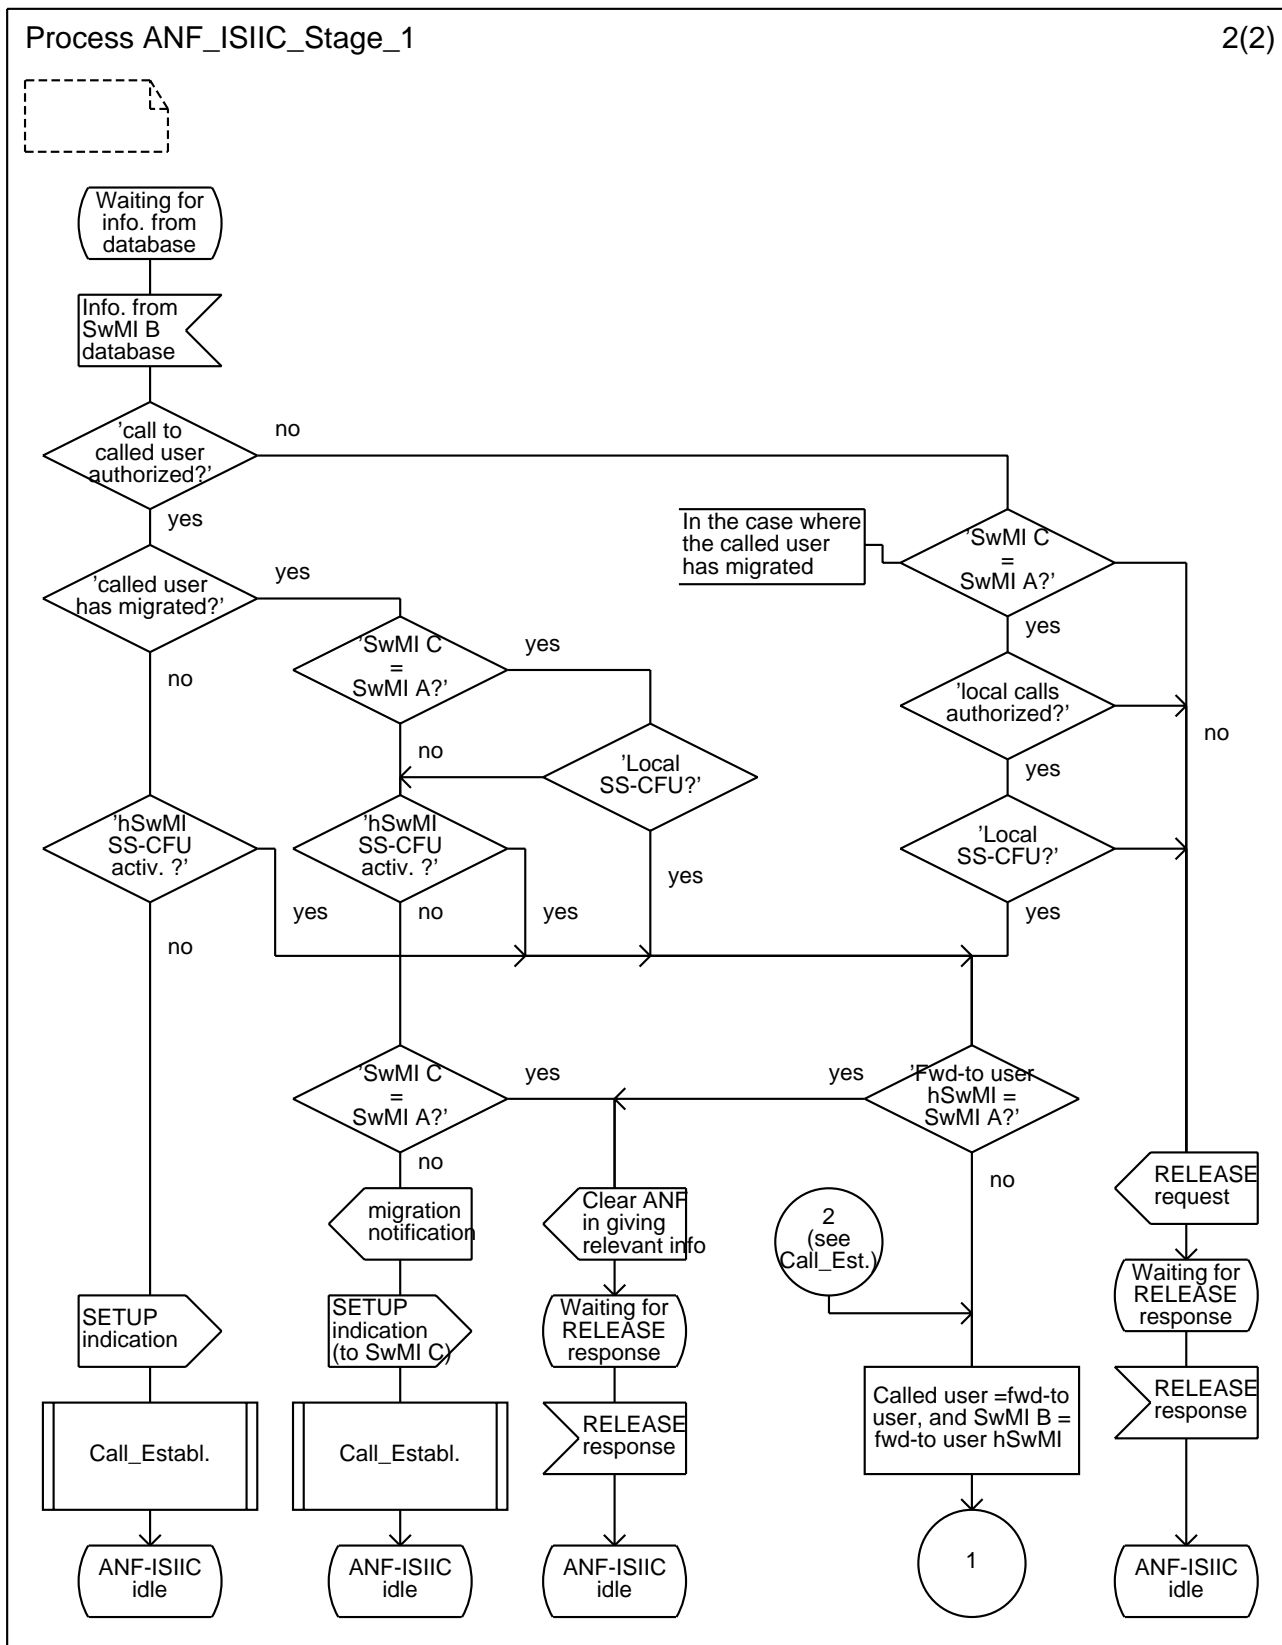 Process ANF_ISIIC_Stage_1
2(2)
Waiting for
info. from
database
Info. from
SwMI B
database
'call to
called user
authorized?'
no
yes
In the case where
the called user
has migrated
'SwMI C
=
SwMI A?'
'called user
has migrated?'
yes
yes
'SwMI C
=
SwMI A?'
yes
no
'local calls
authorized?'
no
no
'Local
SS-CFU?'
yes
'hSwMI
SS-CFU
activ. ?'
'hSwMI
SS-CFU
activ. ?'
'Local
SS-CFU?'
yes
yes
no
yes
yes
no
'SwMI C
=
SwMI A?'
yes
yes
'Fwd-to user
hSwMI =
SwMI A?'
no
no
migration
notification
Clear ANF
in giving
relevant info
2
(see
Call_Est.)
RELEASE
request
SETUP
indication
SETUP
indication
(to SwMI C)
Waiting for
RELEASE
response
Waiting for
RELEASE
response
Call_Establ.
Call_Establ.
RELEASE
response
Called user =fwd-to
user, and SwMI B =
fwd-to user hSwMI
RELEASE
response
ANF-ISIIC
idle
ANF-ISIIC
idle
ANF-ISIIC
idle
1
ANF-ISIIC
idle